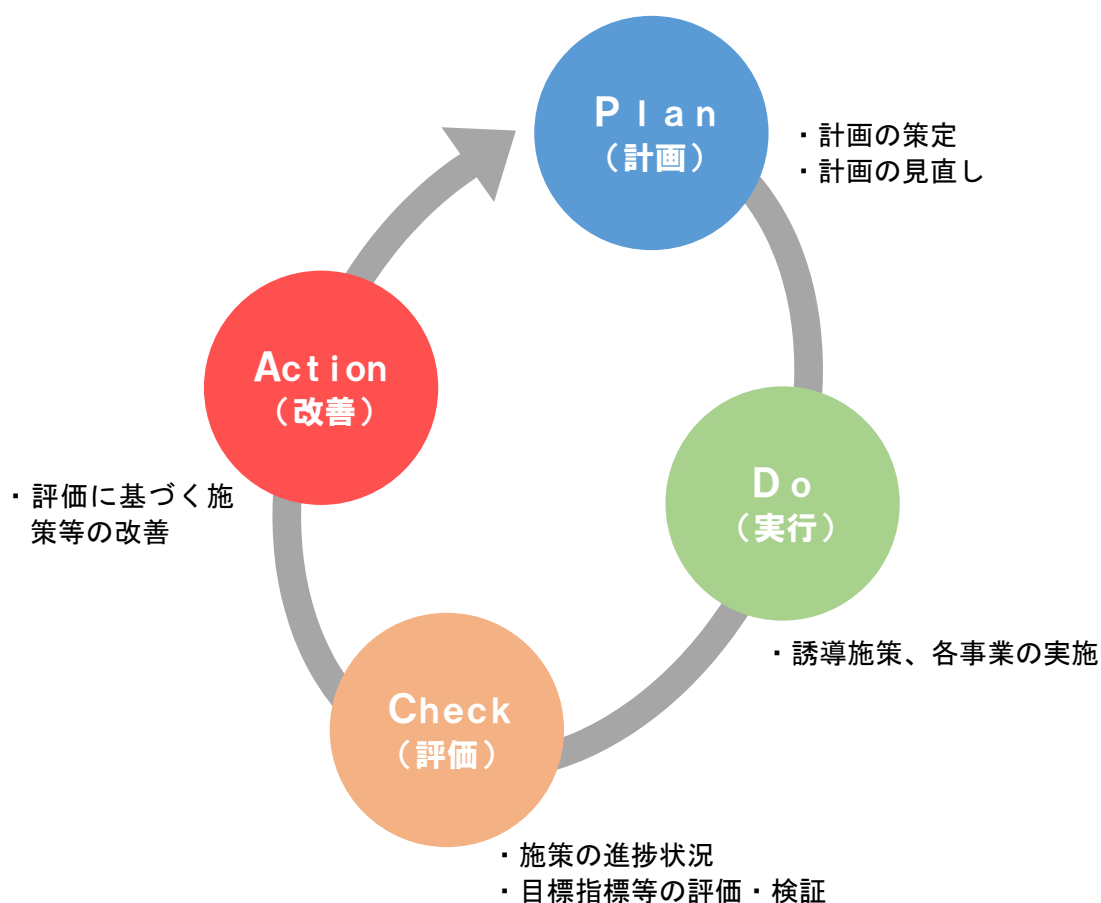 Plan
（計画）
・計画の策定
・計画の見直し
Do
（実行）
・誘導施策、各事業の実施
Check
（評価）
・施策の進捗状況
・目標指標等の評価・検証
Action
（改善）
・評価に基づく施
策等の改善